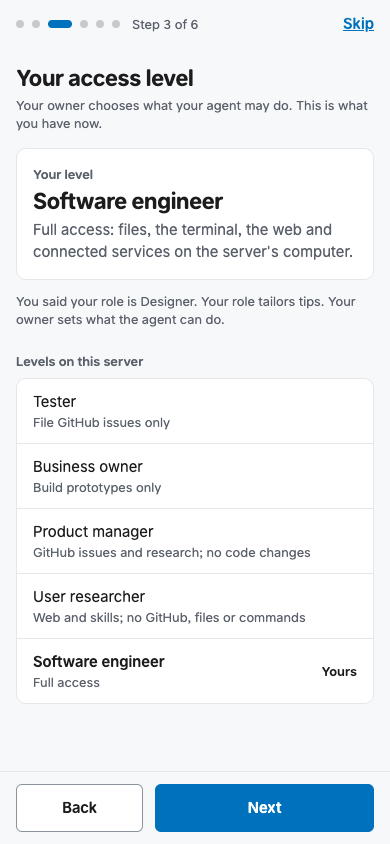 Step 3 of 6
Skip
Your access level
Your owner chooses what your agent may do. This is what
you have now.
Your level
Software engineer
Full access: files, the terminal, the web and
connected services on the server's computer.
You said your role is Designer. Your role tailors tips. Your
owner sets what the agent can do.
Levels on this server
Tester
File GitHub issues only
Business owner
Build prototypes only
Product manager
GitHub issues and research; no code changes
User researcher
Web and skills; no GitHub, files or commands
Software engineer
Full access
Yours
Back
Next